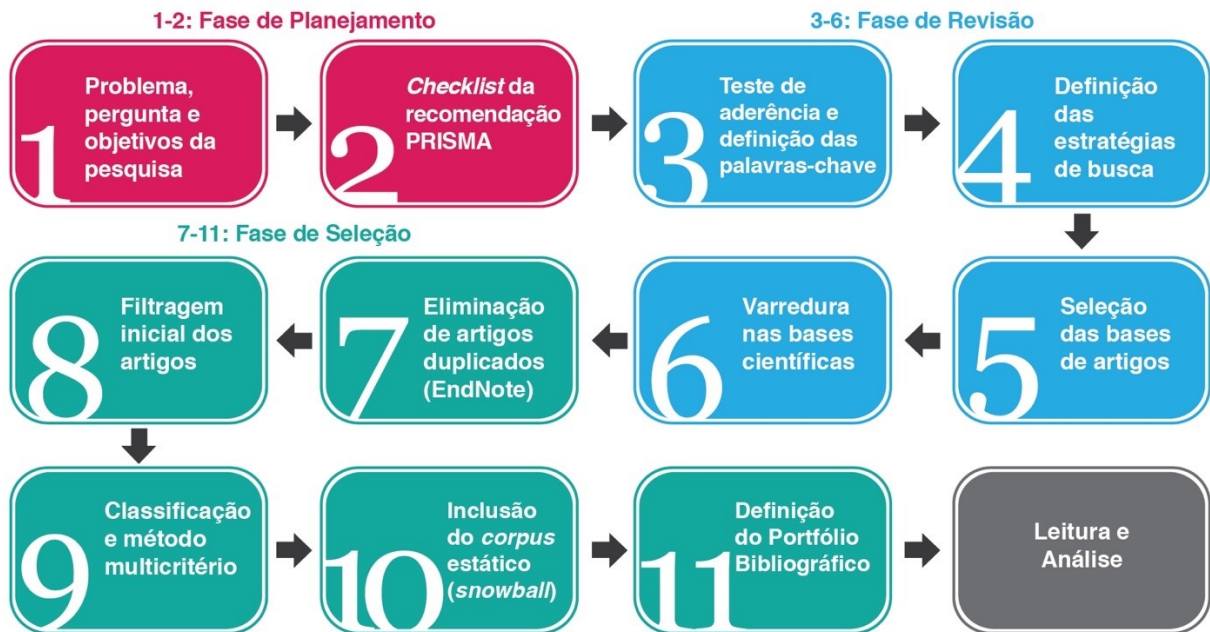 1-2: Fase de Planejamento
3-6: Fase de Revisão
1
Problema,
pergunta e
objetivos da
pesquisa
2
Checklist da
recomendação
PRISMA
3
Teste de
aderência e
definição das
palavras-chave
4
Definição
das
estratégias
de busca
7-11: Fase de Seleção
8
Filtragem
inicial dos
artigos
7
Eliminação
de artigos
duplicados
(EndNote)
6
Varredura
nas bases
científicas
5
Seleção
das bases
de artigos
9
Classificação
e método
multicritério
10
Inclusão
do corpus
estático
(snowball)
11
Definição
do Portfólio
Bibliográfico
Leitura e
Análise